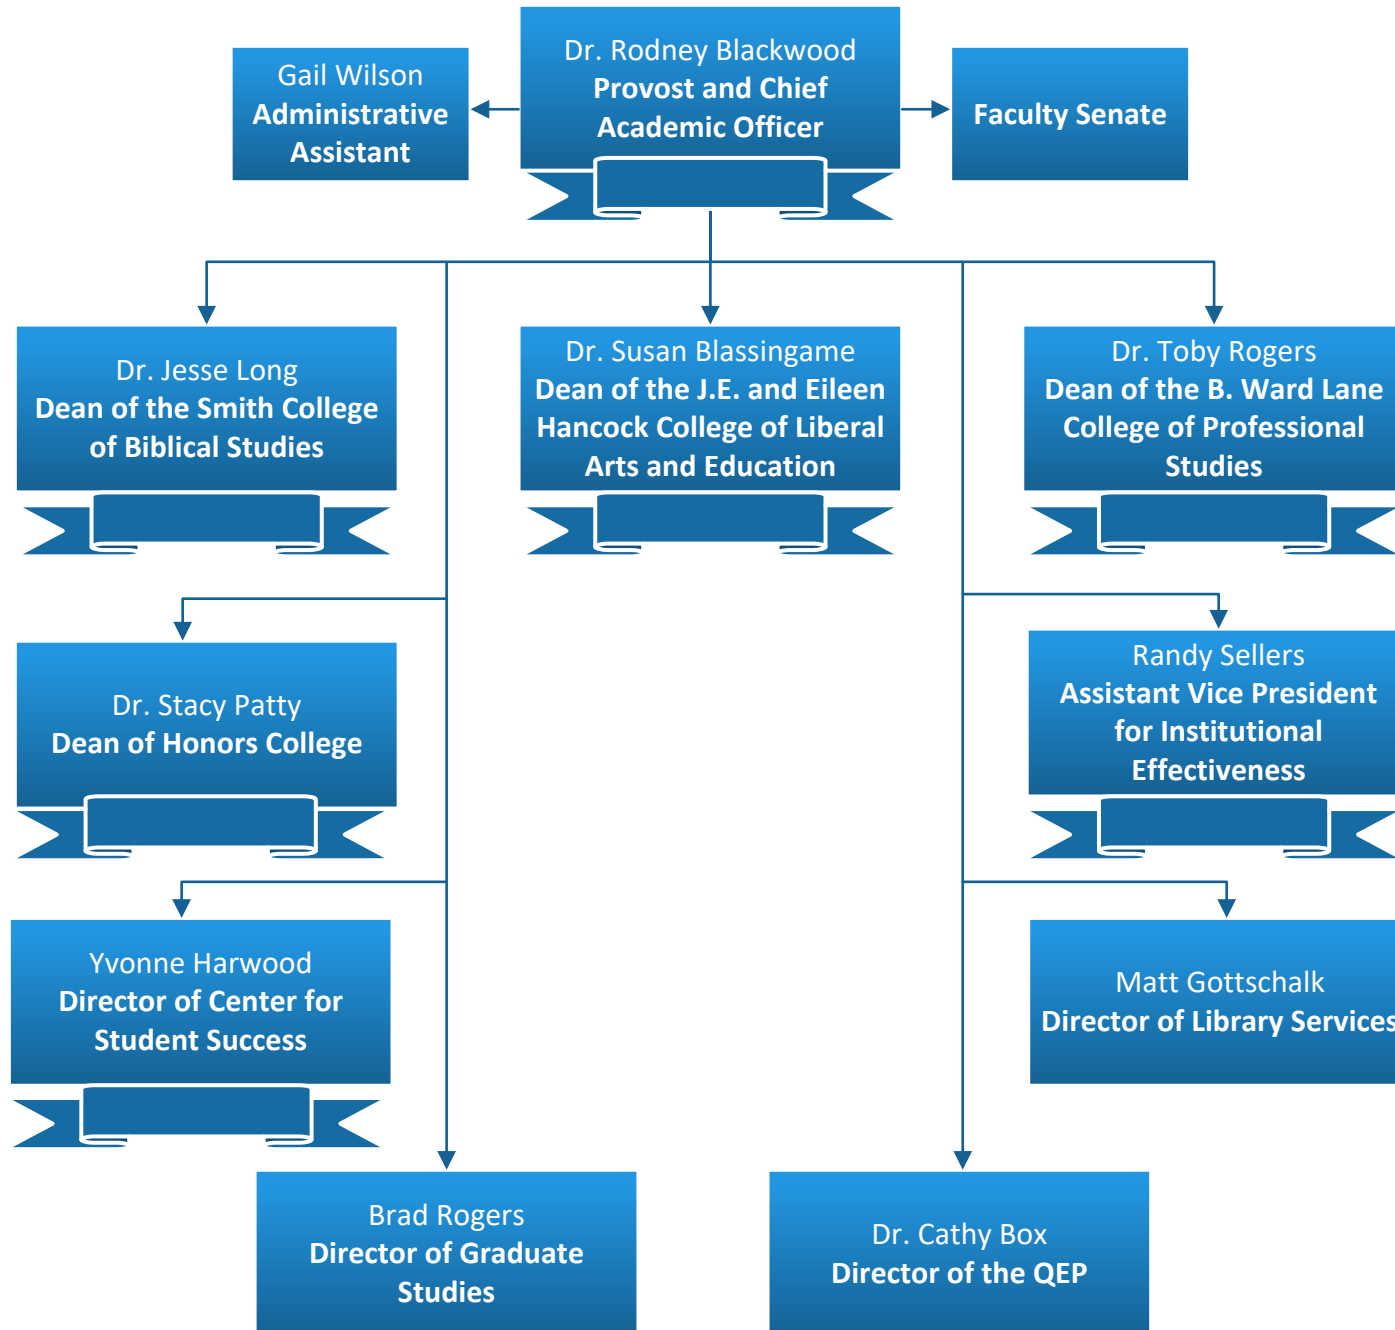 Dr. Rodney Blackwood
Provost and Chief
Academic Officer
Gail Wilson
Administrative
Assistant
Faculty Senate
Dr. Jesse Long
Dean of the Smith College
of Biblical Studies
Dr. Susan Blassingame
Dean of the J.E. and Eileen
Hancock College of Liberal
Arts and Education
Dr. Toby Rogers
Dean of the B. Ward Lane
College of Professional
Studies
Dr. Stacy Patty
Dean of Honors College
Randy Sellers
Assistant Vice President
for Institutional
Effectiveness
Yvonne Harwood
Director of Center for
Student Success
Matt Gottschalk
Director of Library Services
Brad Rogers
Director of Graduate
Studies
Dr. Cathy Box
Director of the QEP